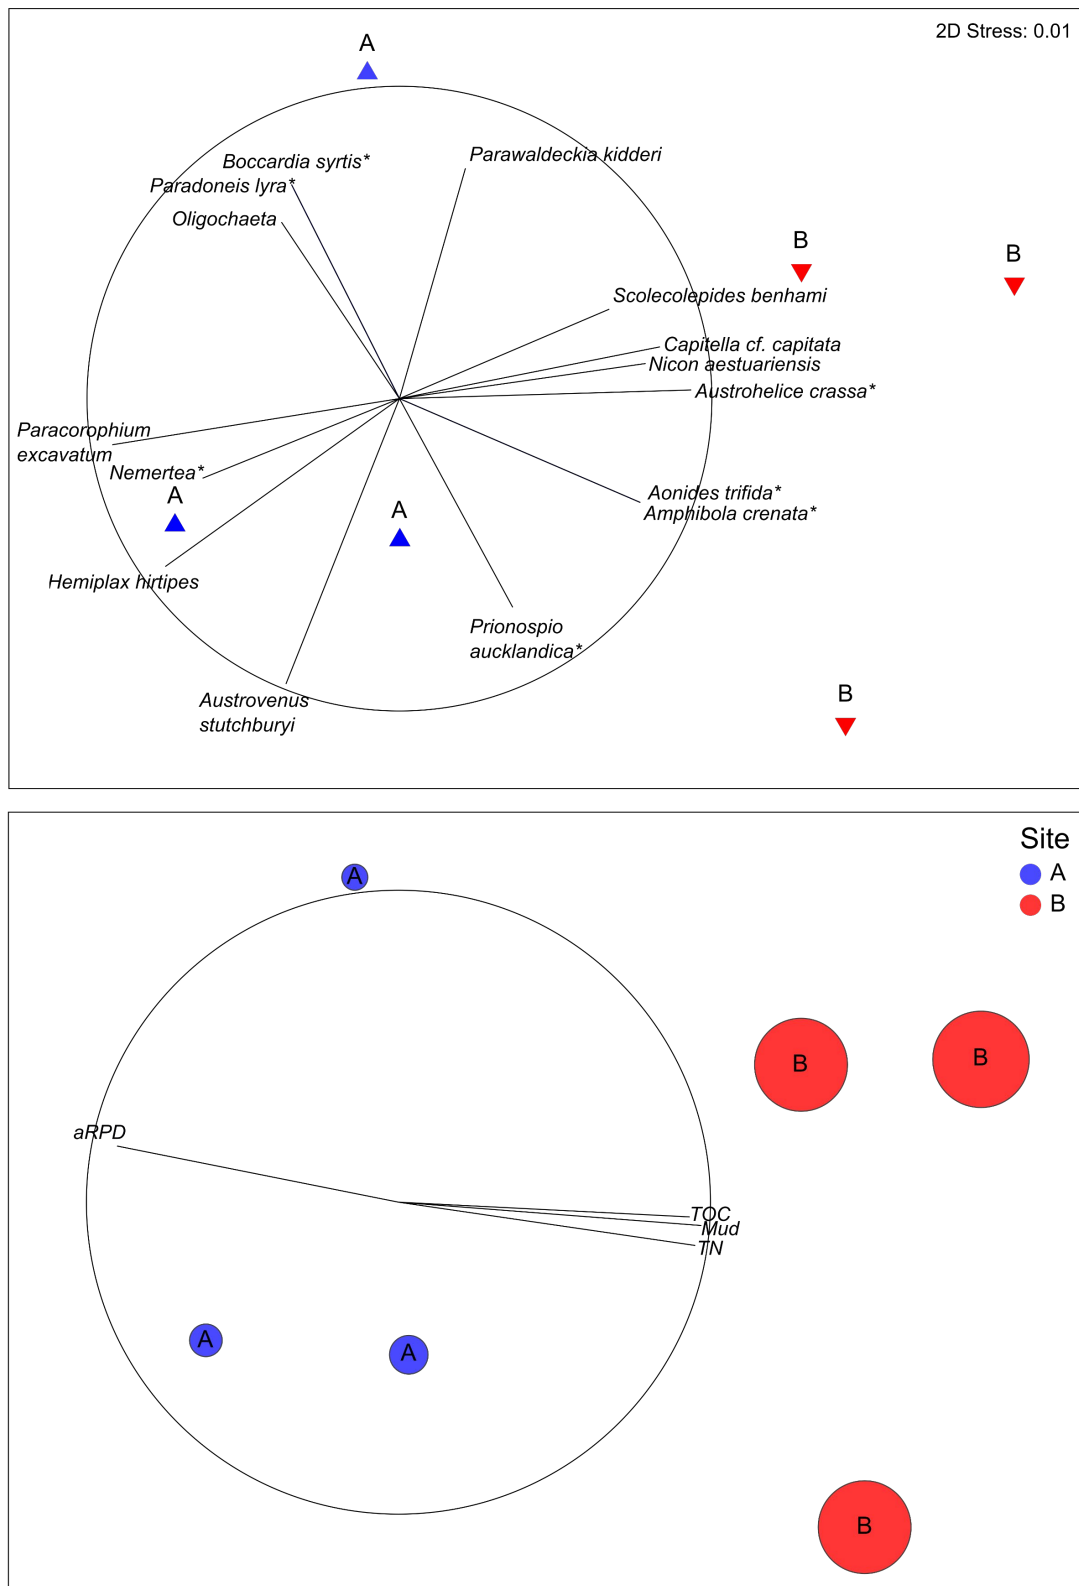 2D Stress: 0.01
A
Boccardia syrtis*
Parawaldeckia kidderi
Paradoneis lyra*
Oligochaeta
B
B
Scolecolepides benhami
Capitella cf. capitata
Nicon aestuariensis
Austrohelice crassa*
Paracorophium
excavatum
Nemertea*
A
A
Aonides trifida*
Amphibola crenata*
Hemiplax hirtipes
Prionospio
aucklandica*
Austrovenus
stutchburyi
B
Site
A
B
A
B
B
aRPD
TOC
Mud
TN
A
A
B